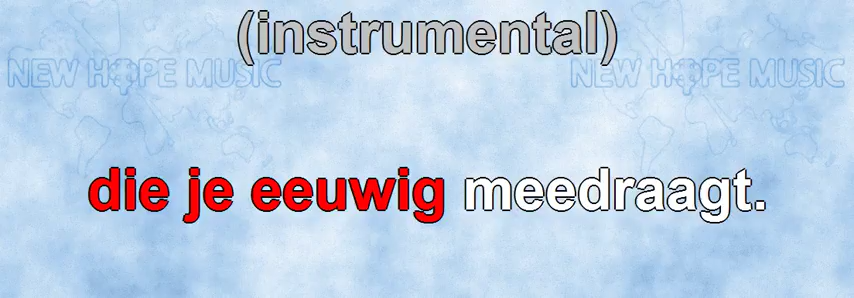 (instrumental)
NEW HOPE MUSIC NEW HOPE MUSIC
die je eeuwig meedraagt.